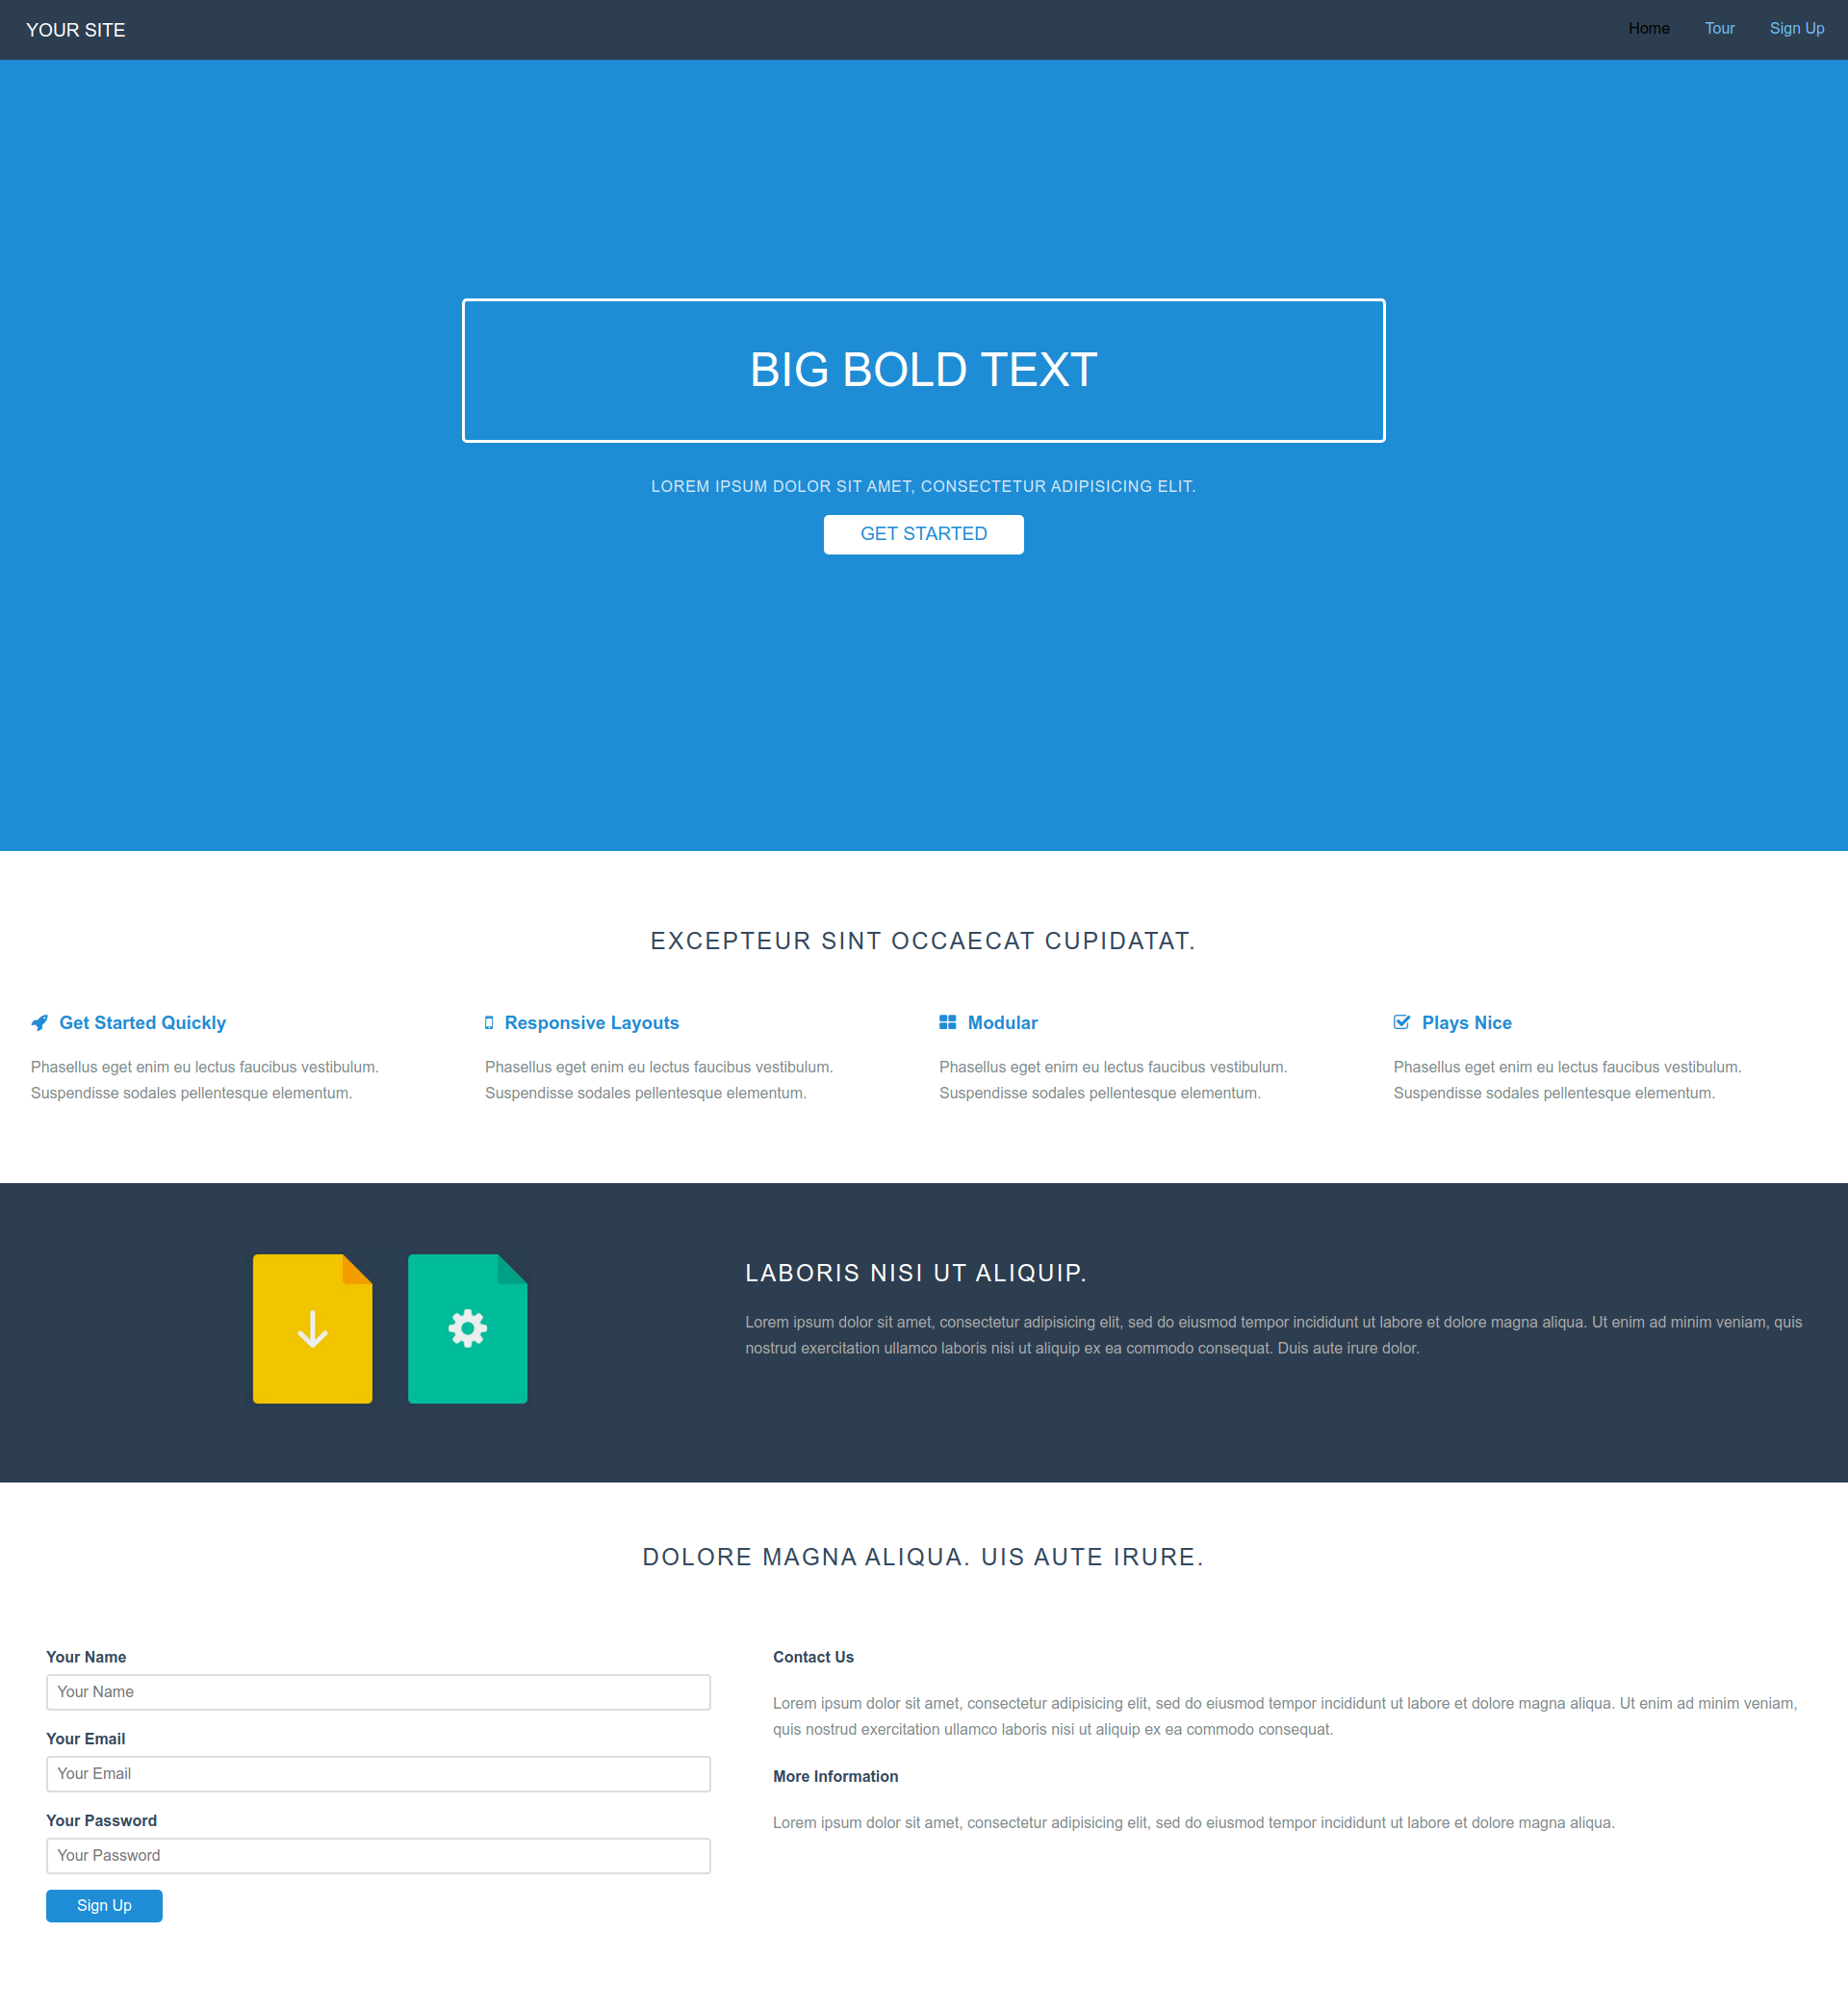 YOUR SITE
Home
Tour
Sign Up
BIG BOLD TEXT
LOREM IPSUM DOLOR SIT AMET, CONSECTETUR ADIPISICING ELIT.
GET STARTED
EXCEPTEUR SINT OCCAECAT CUPIDATAT.
Get Started Quickly
Phasellus eget enim eu lectus faucibus vestibulum.
Suspendisse sodales pellentesque elementum.
Responsive Layouts
Phasellus eget enim eu lectus faucibus vestibulum.
Suspendisse sodales pellentesque elementum.
Modular
Phasellus eget enim eu lectus faucibus vestibulum.
Suspendisse sodales pellentesque elementum.
Plays Nice
Phasellus eget enim eu lectus faucibus vestibulum.
Suspendisse sodales pellentesque elementum.
LABORIS NISI UT ALIQUIP.
Lorem ipsum dolor sit amet, consectetur adipisicing elit, sed do eiusmod tempor incididunt ut labore et dolore magna aliqua. Ut enim ad minim veniam, quis
nostrud exercitation ullamco laboris nisi ut aliquip ex ea commodo consequat. Duis aute irure dolor.
DOLORE MAGNA ALIQUA. UIS AUTE IRURE.
Your Name
Your Name
Your Email
Your Email
Your Password
Your Password
Sign Up
Contact Us
Lorem ipsum dolor sit amet, consectetur adipisicing elit, sed do eiusmod tempor incididunt ut labore et dolore magna aliqua. Ut enim ad minim veniam,
quis nostrud exercitation ullamco laboris nisi ut aliquip ex ea commodo consequat.
More Information
Lorem ipsum dolor sit amet, consectetur adipisicing elit, sed do eiusmod tempor incididunt ut labore et dolore magna aliqua.